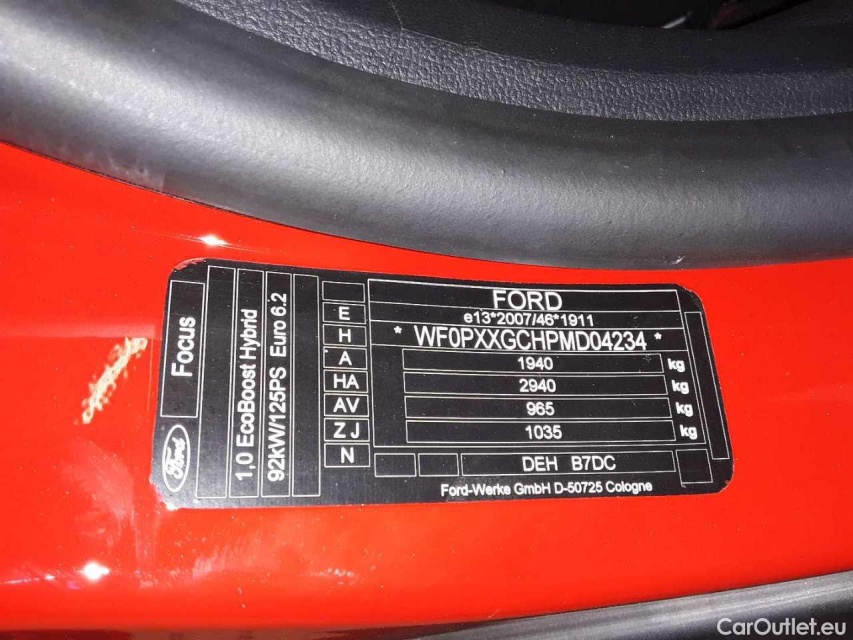 FORD
e13*2007/46*1911
* WF0PXXGCHPMD04234 *
1940 kg
2940 kg
965 kg
1035 kg
DEH B7DC
Ford-Werke GmbH D-50725 Cologne
E
H
A
HA
AV
ZJ
N
Focus
Ford
1,0 EcoBoost Hybrid
92kW/125PS Euro 6.2
CarOutlet.eu